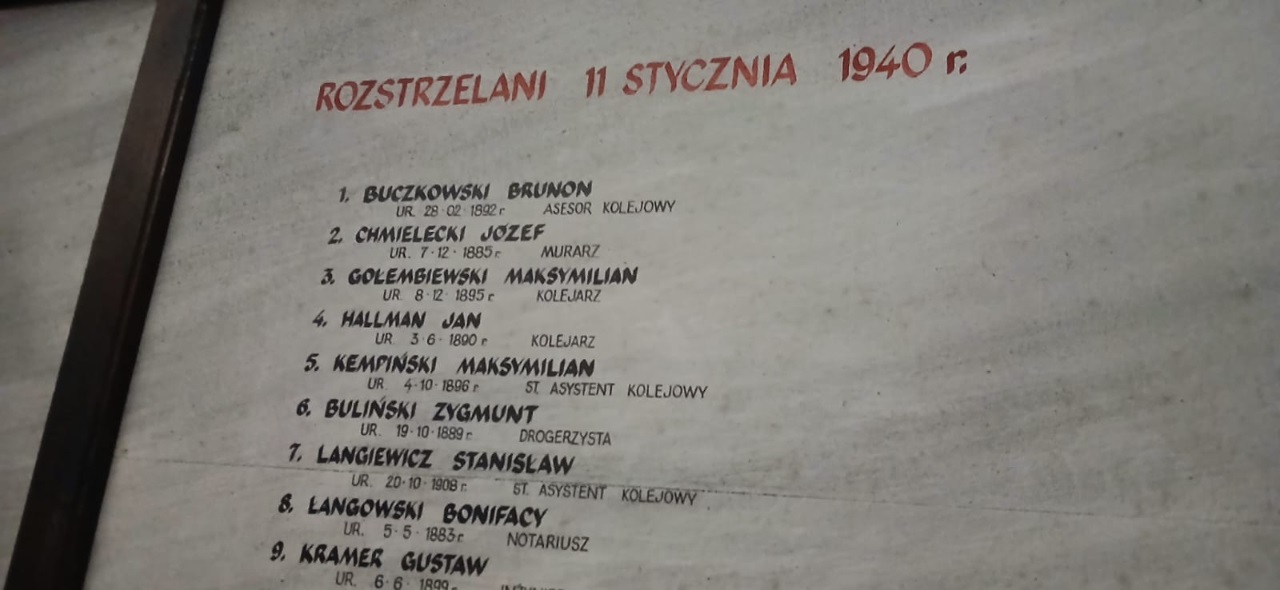 ROZSTRZELANI 11 STYCZNIA 1940 r.
1. BUCZKOWSKI BRUNON
UR. 28·02·1892 r. ASESOR KOLEJOWY
2. CHMIELECKI JÓZEF
UR. 7·12·1885 r. MURARZ
3. GOŁEMBIEWSKI MAKSYMILIAN
UR. 8·12·1895 r. KOLEJARZ
4. HALLMAN JAN
UR. 3·6·1890 r. KOLEJARZ
5. KEMPIŃSKI MAKSYMILIAN
UR. 4·10·1896 r. ST. ASYSTENT KOLEJOWY
6. BULIŃSKI ZYGMUNT
UR. 19·10·1889 r. DROGERZYSTA
7. LANGIEWICZ STANISŁAW
UR. 20·10·1908 r. ST. ASYSTENT KOLEJOWY
8. ŁANGOWSKI BONIFACY
UR. 5·5·1883 r. NOTARIUSZ
9. KRAMER GUSTAW
UR. 6·6·1899 r.